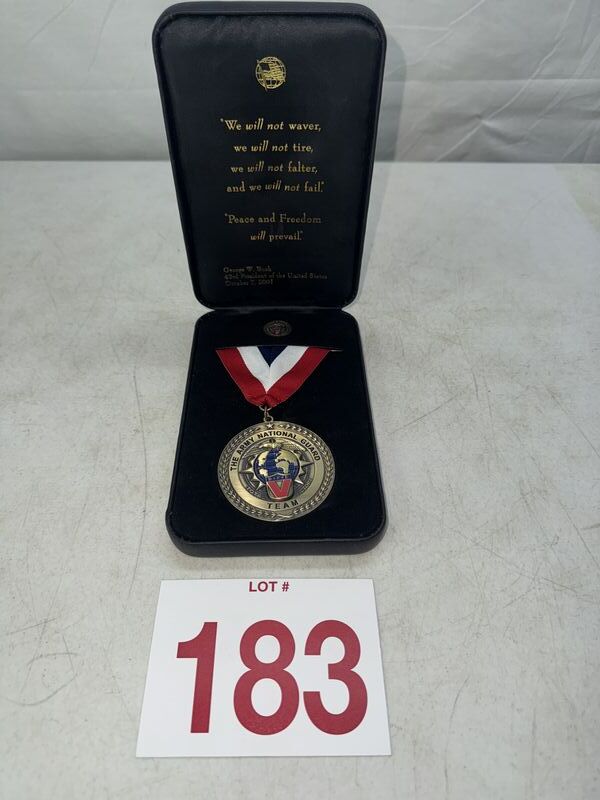 "We will not waver,
we will not tire,
we will not falter,
and we will not fail."
"Peace and Freedom
will prevail."
George W. Bush
43rd President of the United States
October 7, 2001
THE ARMY NATIONAL GUARD
TEAM
LOT #
183